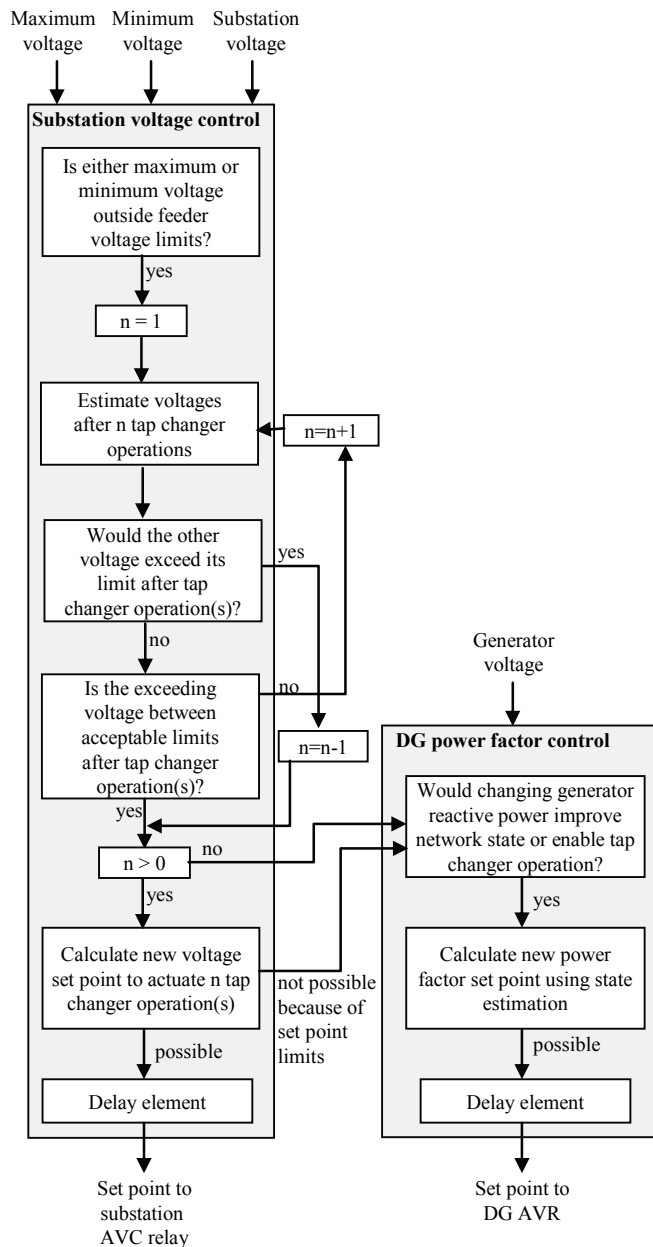 Maximum
voltage
Minimum
voltage
Substation
voltage
Substation voltage control
Is either maximum or
minimum voltage
outside feeder
voltage limits?
yes
n = 1
Estimate voltages
after n tap changer
operations
n=n+1
Would the other
voltage exceed its
limit after tap
changer operation(s)?
yes
no
Is the exceeding
voltage between
acceptable limits
after tap changer
operation(s)?
no
n=n-1
yes
n > 0
no
yes
Calculate new voltage
set point to actuate n tap
changer operation(s)
not possible
because of
set point
limits
possible
Delay element
Set point to
substation
AVC relay
Generator
voltage
DG power factor control
Would changing generator
reactive power improve
network state or enable tap
changer operation?
yes
Calculate new power
factor set point using state
estimation
possible
Delay element
Set point to
DG AVR